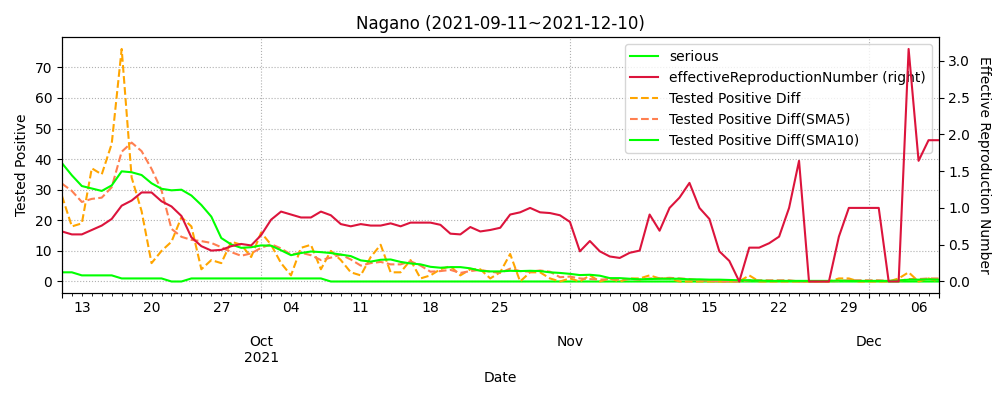 Nagano (2021-09-11~2021-12-10)
serious
effectiveReproductionNumber (right)
Tested Positive Diff
Tested Positive Diff(SMA5)
Tested Positive Diff(SMA10)
Tested Positive
70
60
50
40
30
20
10
0
3.0
2.5
2.0
1.5
1.0
0.5
0.0
Effective Reproduction Number
13 20 27 04 11 18 25 08 15 22 29 06
Oct Nov Dec
2021
Date